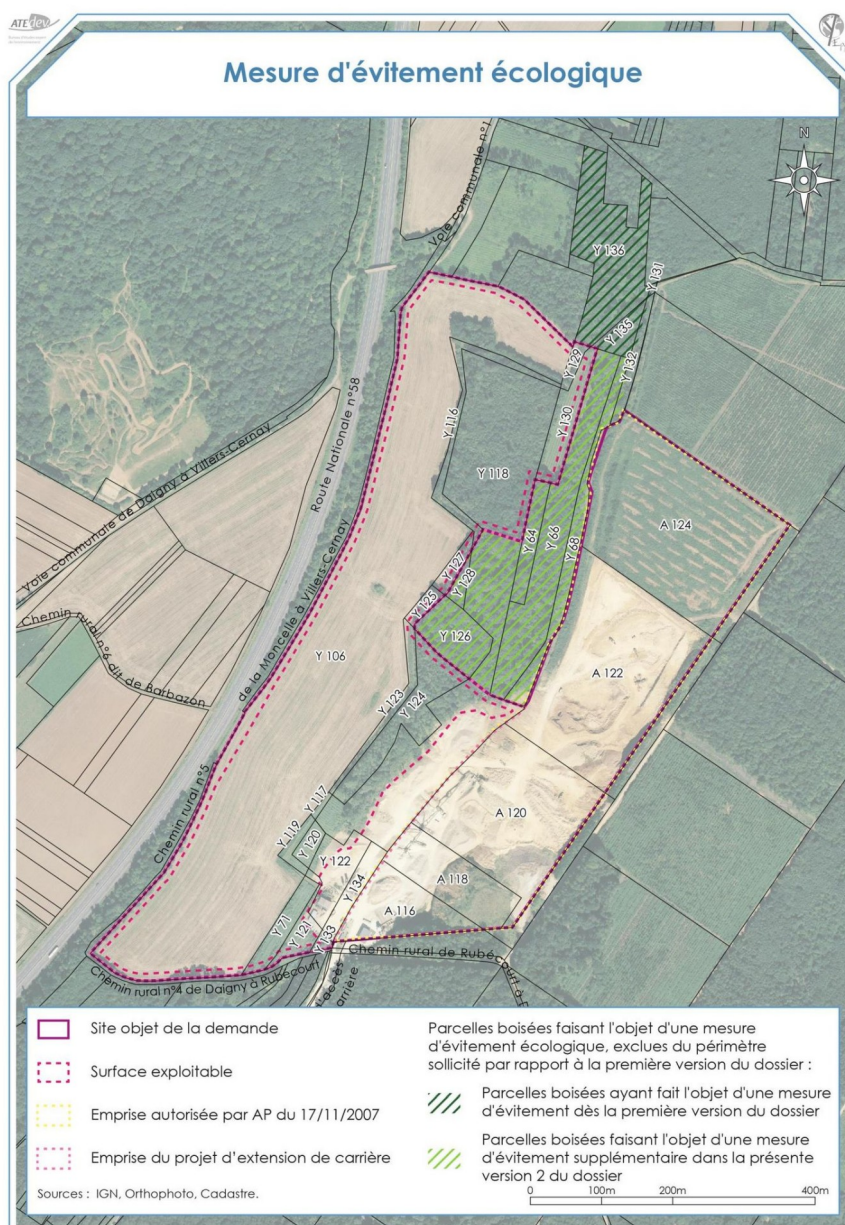 ATEdev
Mesure d'évitement écologique
N
Voie communale n°1
Y 136
Y 131
Y 135
Y 132
Y 129
Y 130
Y 116
Y 118
Route Nationale n°58
Voie communale de Daigny à Villers-Cernay
A 124
Y 64
Y 66
Y 68
Y 127
Y 128
Y 125
Y 126
Chemin rural n°6 dit de Barbazon
de la Moncelle à Villers-Cernay
Y 106
A 122
Y 123
Y 124
Chemin rural n°5
Y 117
Y 119
Y 120
A 120
Y 122
A 118
Y 134
A 116
Y 71
Y 121
Y 133
Chemin rural de Rubécourt à
Chemin rural n°4 de Daigny à Rubécourt
d'accès
carrière
Site objet de la demande
Surface exploitable
Emprise autorisée par AP du 17/11/2007
Emprise du projet d'extension de carrière
Parcelles boisées faisant l'objet d'une mesure
d'évitement écologique, exclues du périmètre
sollicité par rapport à la première version du dossier :
Parcelles boisées ayant fait l'objet d'une mesure
d'évitement dès la première version du dossier
Parcelles boisées faisant l'objet d'une mesure
d'évitement supplémentaire dans la présente
version 2 du dossier
Sources : IGN, Orthophoto, Cadastre.
0 100m 200m 400m